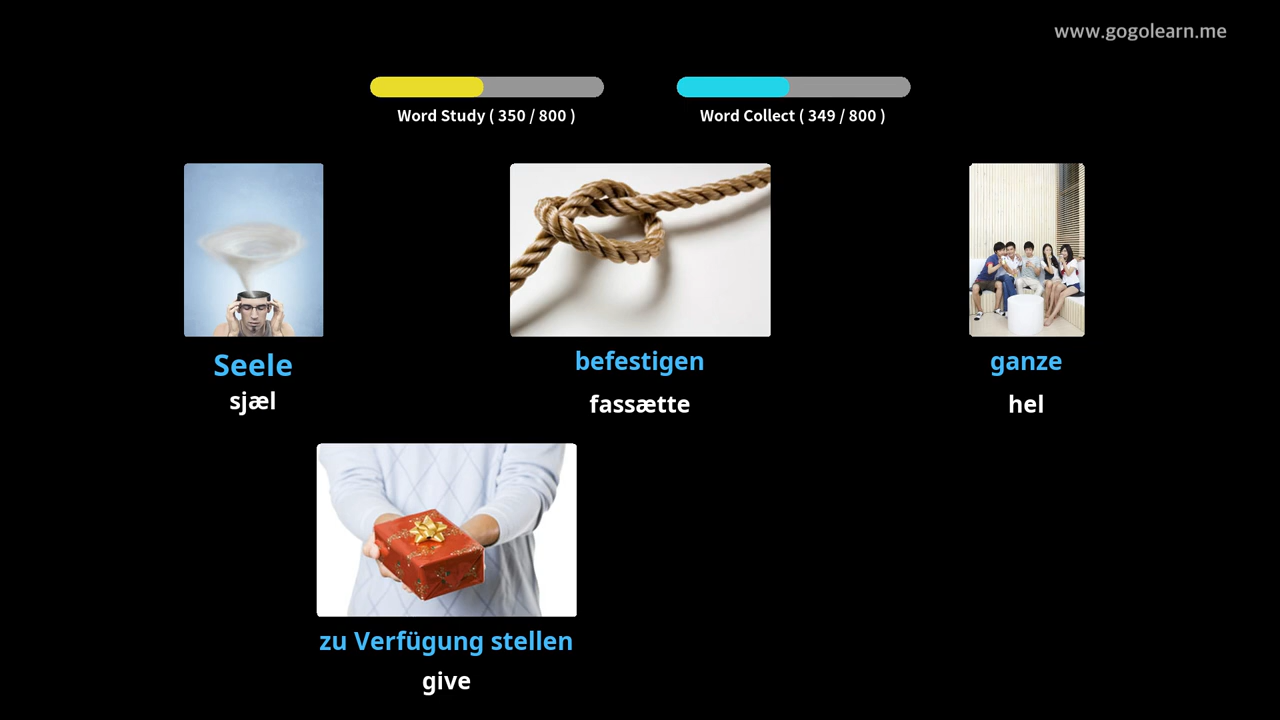 www.gogolearn.me
Word Study ( 350 / 800 )
Word Collect ( 349 / 800 )
Seele
sjæl
befestigen
fassætte
ganze
hel
zu Verfügung stellen
give